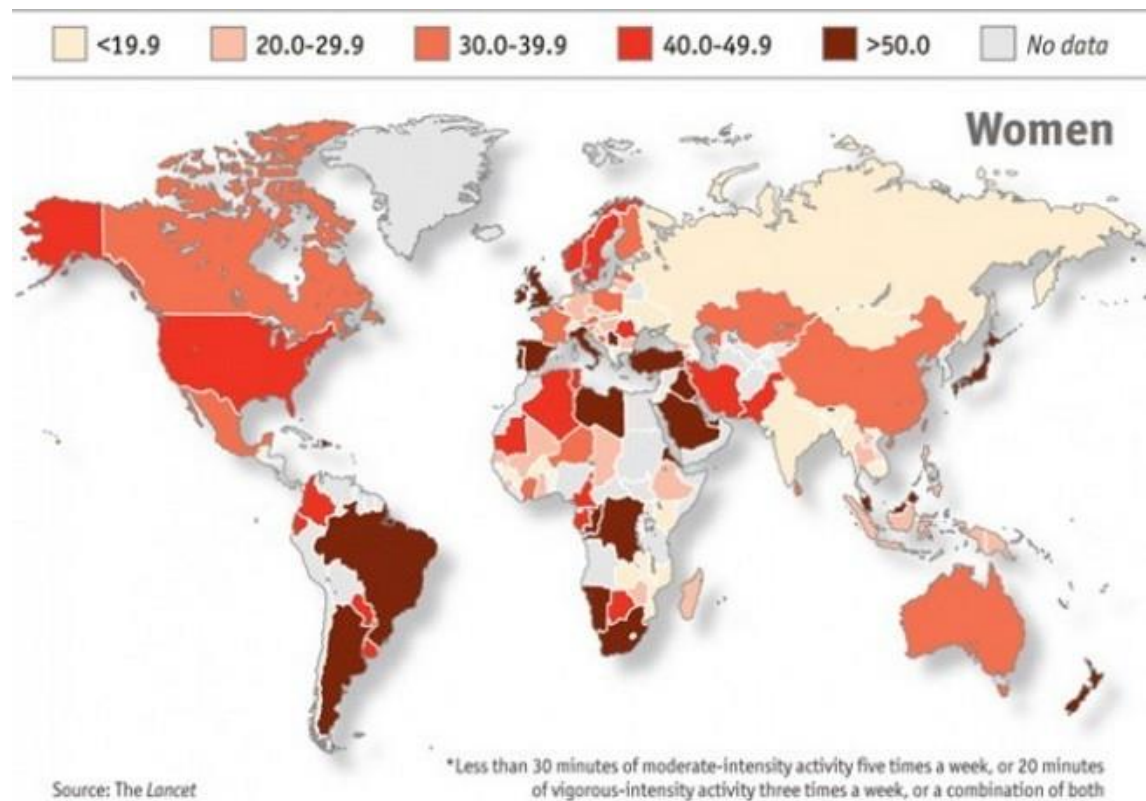 <19.9 20.0-29.9 30.0-39.9 40.0-49.9 >50.0 No data
Women
*Less than 30 minutes of moderate-intensity activity five times a week, or 20 minutes
Source: The Lancet
of vigorous-intensity activity three times a week, or a combination of both